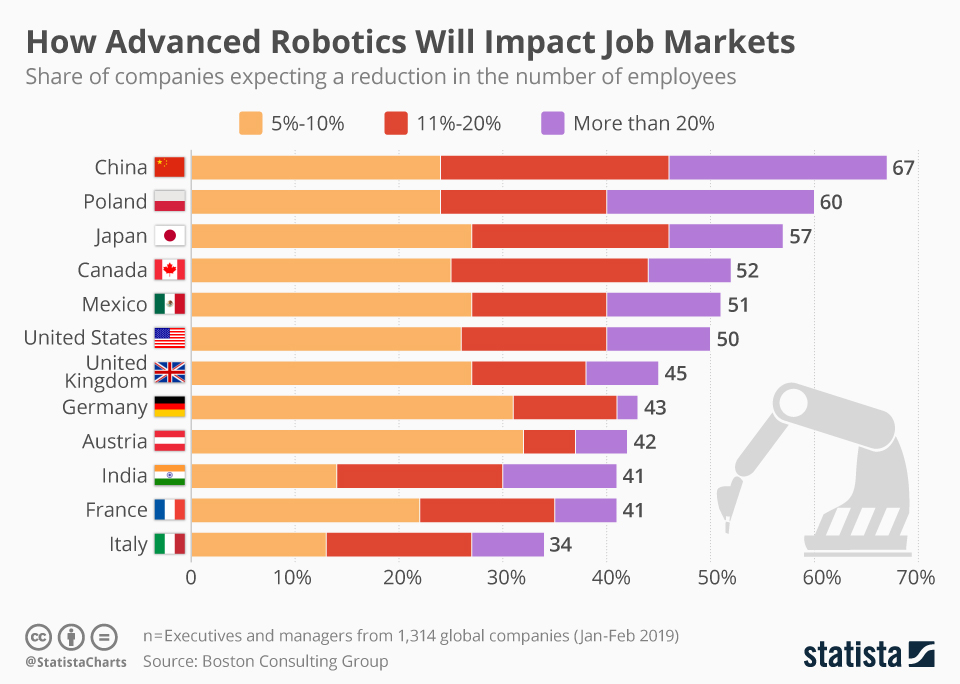 How Advanced Robotics Will Impact Job Markets
Share of companies expecting a reduction in the number of employees
5%-10% 11%-20% More than 20%
China 67
Poland 60
Japan 57
Canada 52
Mexico 51
United States 50
United
Kingdom 45
Germany 43
Austria 42
India 41
France 41
Italy 34
0 10% 20% 30% 40% 50% 60% 70%
n=Executives and managers from 1,314 global companies (Jan-Feb 2019)
@StatistaCharts Source: Boston Consulting Group
cc
statista